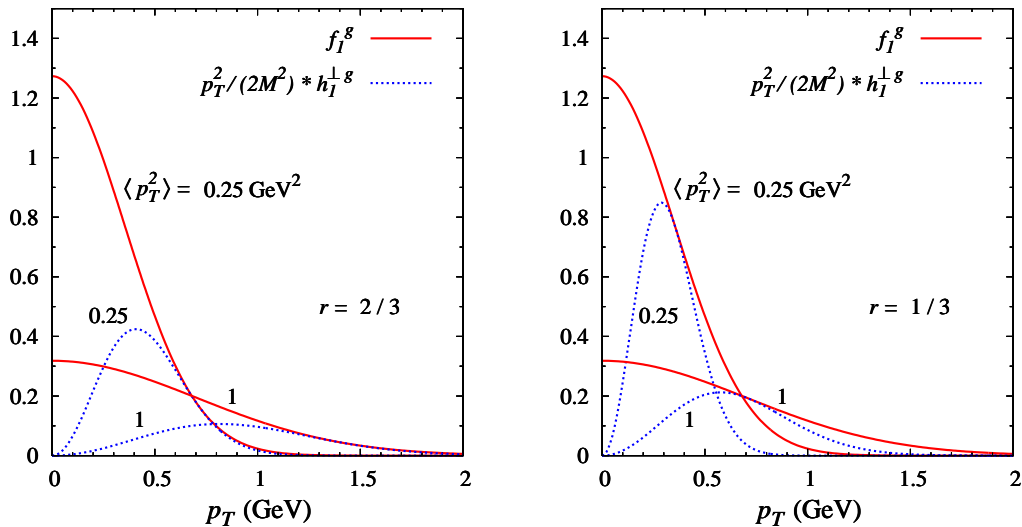 1.4
1.2
1
0.8
0.6
0.4
0.2
0
f_1^g
p_T^2/(2M^2) * h_1^{⊥ g}
⟨ p_T^2 ⟩ = 0.25 GeV^2
0.25
r = 2 / 3
1
1
0 0.5 1 1.5 2
p_T (GeV)
1.4
1.2
1
0.8
0.6
0.4
0.2
0
f_1^g
p_T^2/(2M^2) * h_1^{⊥ g}
⟨ p_T^2 ⟩ = 0.25 GeV^2
0.25
r = 1 / 3
1
1
0 0.5 1 1.5 2
p_T (GeV)